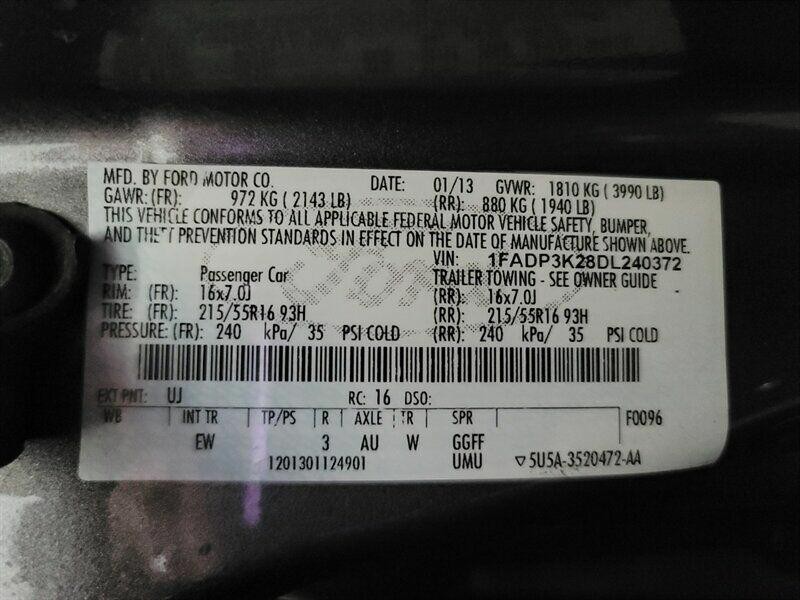 MFD. BY FORD MOTOR CO. DATE: 01/13 GVWR: 1810 KG ( 3990 LB)
GAWR: (FR): 972 KG ( 2143 LB) (RR): 880 KG ( 1940 LB)
THIS VEHICLE CONFORMS TO ALL APPLICABLE FEDERAL MOTOR VEHICLE SAFETY, BUMPER,
AND THEFT PREVENTION STANDARDS IN EFFECT ON THE DATE OF MANUFACTURE SHOWN ABOVE.
VIN: 1FADP3K28DL240372
TYPE: Passenger Car TRAILER TOWING - SEE OWNER GUIDE
RIM: (FR): 16x7.0J (RR): 16x7.0J
TIRE: (FR): 215/55R16 93H (RR): 215/55R16 93H
PRESSURE: (FR): 240 kPa/ 35 PSI COLD (RR): 240 kPa/ 35 PSI COLD
EXT PNT: UJ RC: 16 DSO:
WB INT TR TP/PS R AXLE TR SPR F0096
EW 3 AU W GGFF
1201301124901 UMU ▽5U5A-3520472-AA